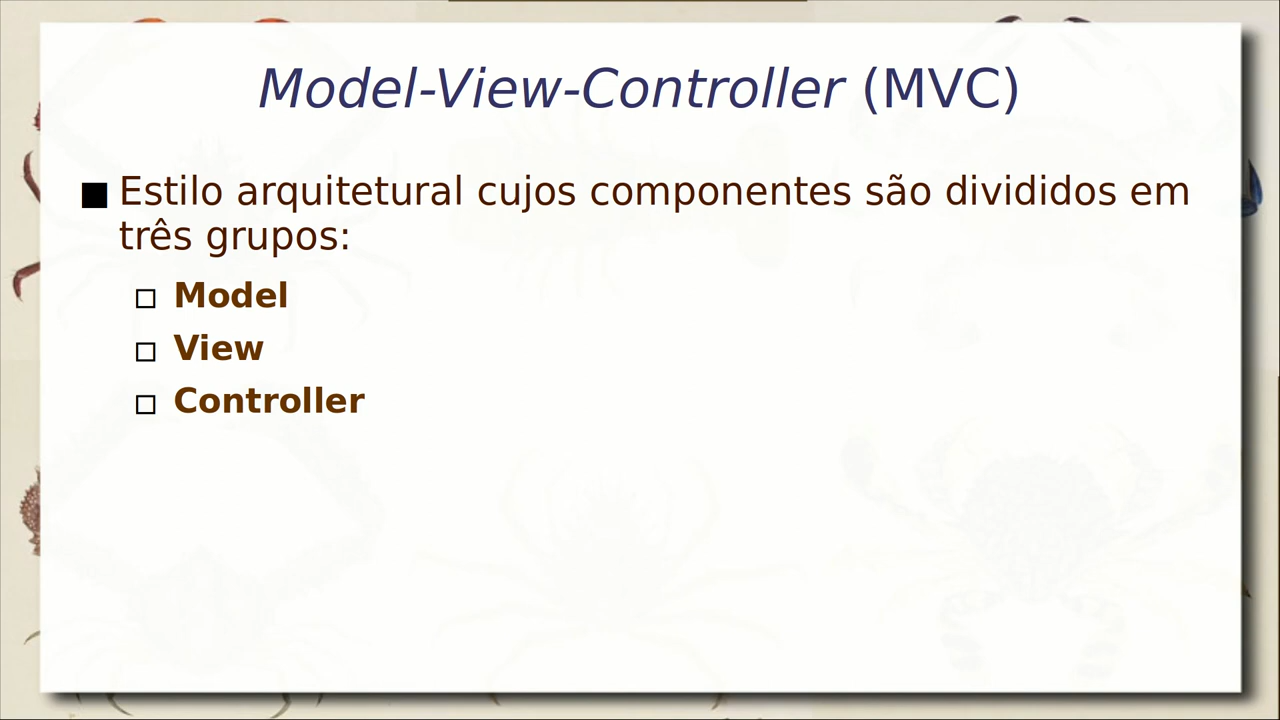 Model-View-Controller (MVC)
Estilo arquitetural cujos componentes são divididos em
três grupos:
Model
View
Controller